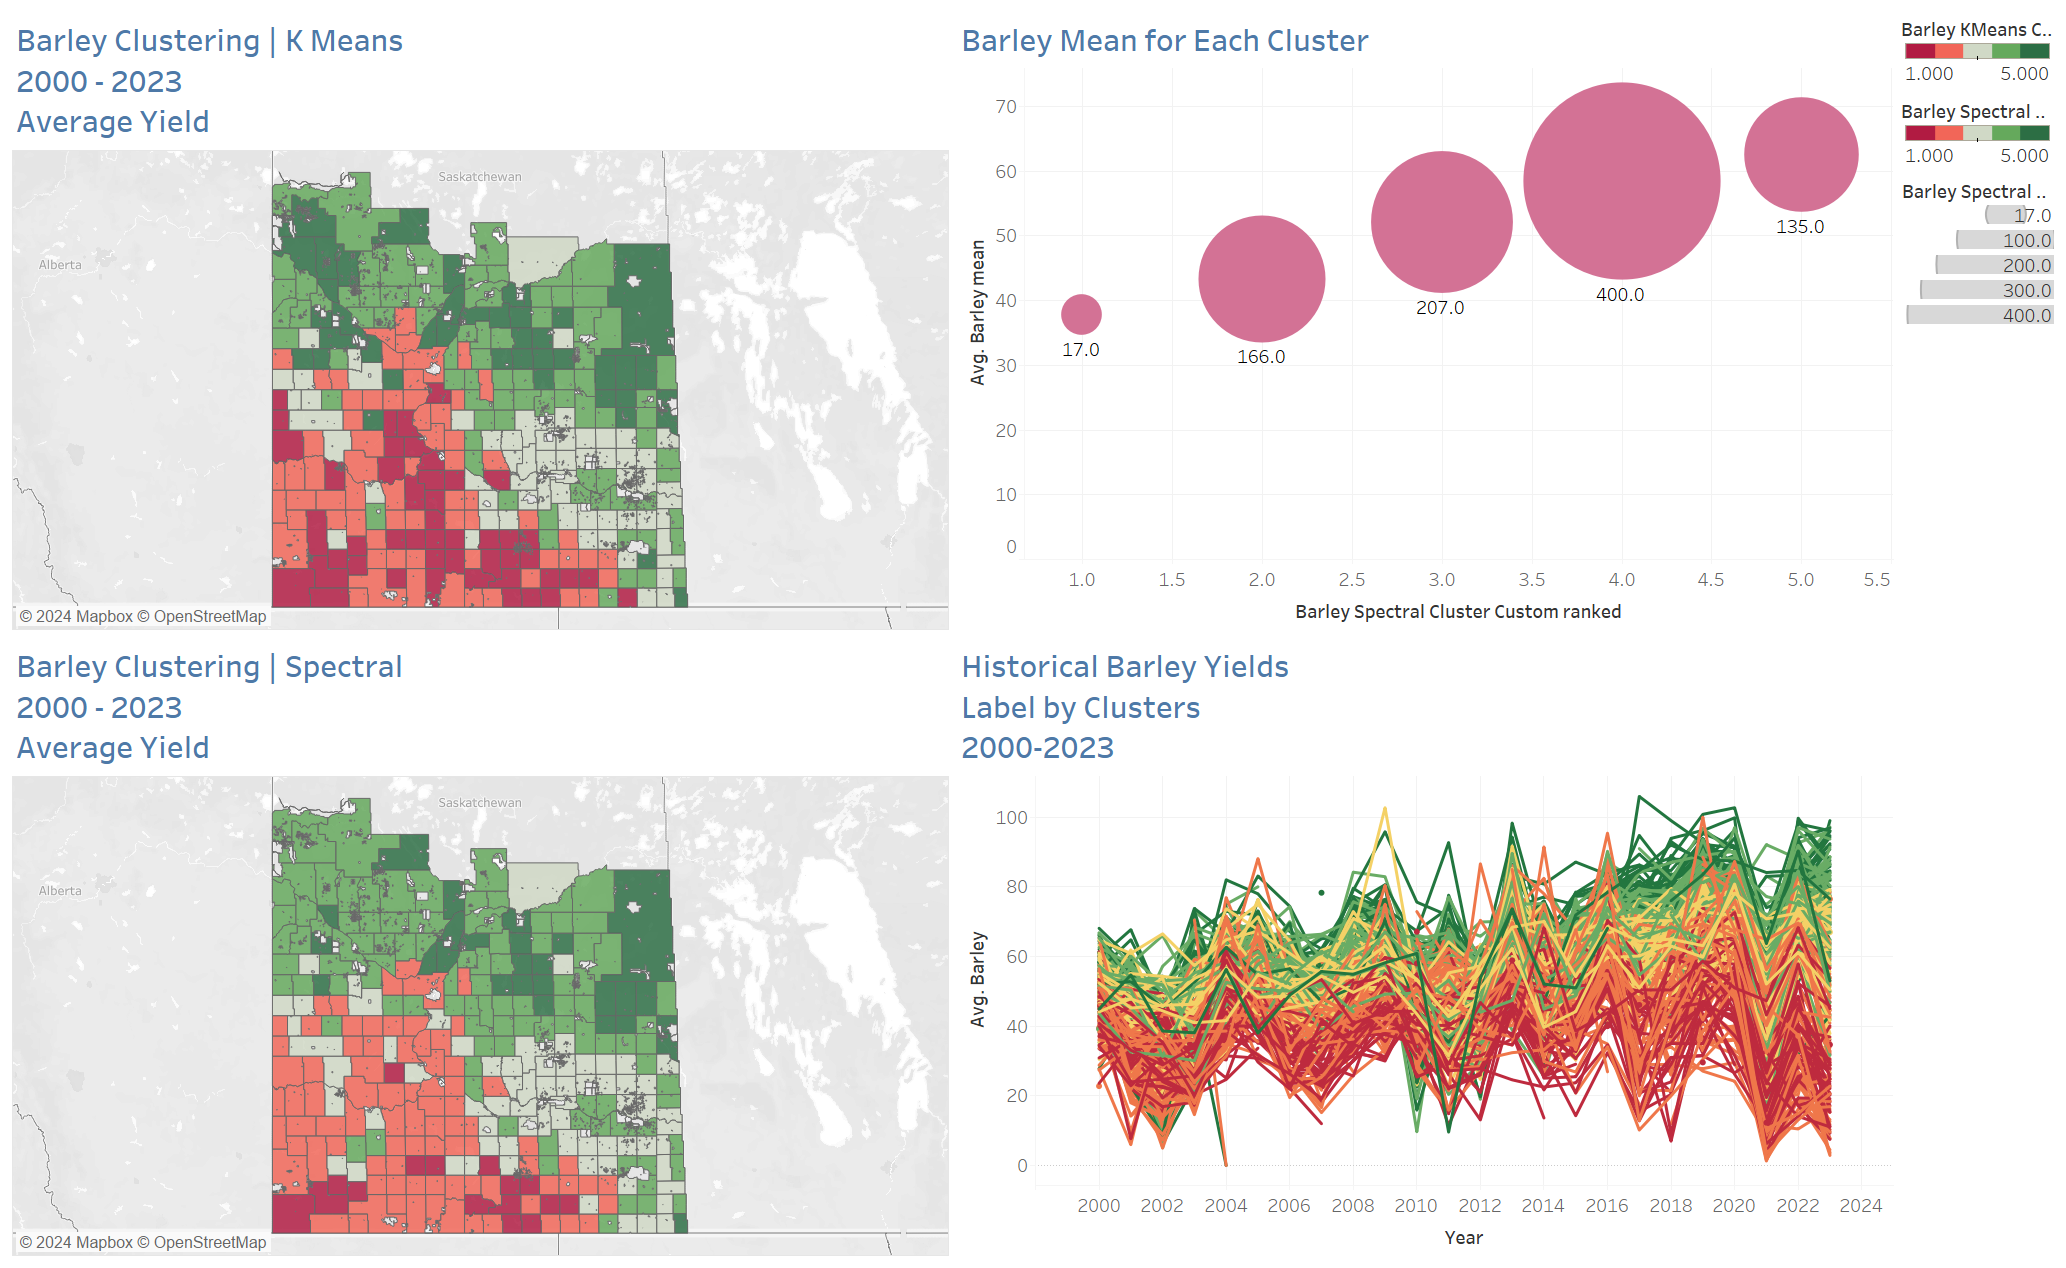 Barley Clustering | K Means
2000 - 2023
Average Yield
Saskatchewan
Alberta
© 2024 Mapbox © OpenStreetMap
Barley Mean for Each Cluster
Avg. Barley mean
70
60
50
40
30
20
10
0
17.0
166.0
207.0
400.0
135.0
1.0
1.5
2.0
2.5
3.0
3.5
4.0
4.5
5.0
5.5
Barley Spectral Cluster Custom ranked
Barley KMeans C..
1.000 5.000
Barley Spectral ..
1.000 5.000
Barley Spectral ..
17.0
100.0
200.0
300.0
400.0
Barley Clustering | Spectral
2000 - 2023
Average Yield
Saskatchewan
Alberta
© 2024 Mapbox © OpenStreetMap
Historical Barley Yields
Label by Clusters
2000-2023
Avg. Barley
100
80
60
40
20
0
2000
2002
2004
2006
2008
2010
2012
2014
2016
2018
2020
2022
2024
Year